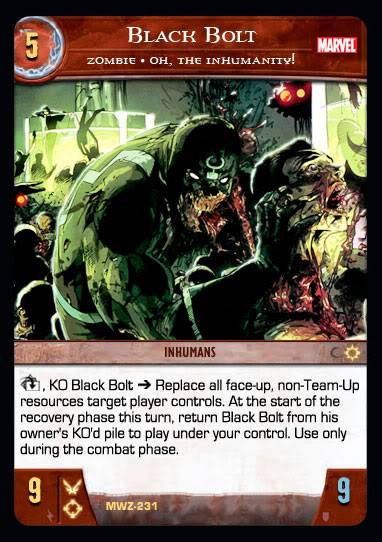 5
BLACK BOLT
ZOMBIE • OH, THE INHUMANITY!
MARVEL
INHUMANS
C
, KO Black Bolt ➔ Replace all face-up, non-Team-Up
resources target player controls. At the start of the
recovery phase this turn, return Black Bolt from his
owner's KO'd pile to play under your control. Use only
during the combat phase.
9
MWZ-231
9